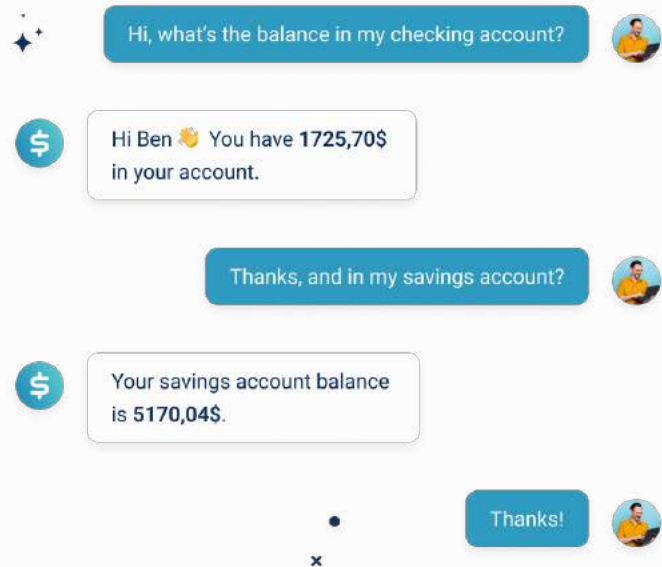 Hi, what's the balance in my checking account?
$
Hi Ben 👋 You have 1725,70$
in your account.
Thanks, and in my savings account?
$
Your savings account balance
is 5170,04$.
Thanks!